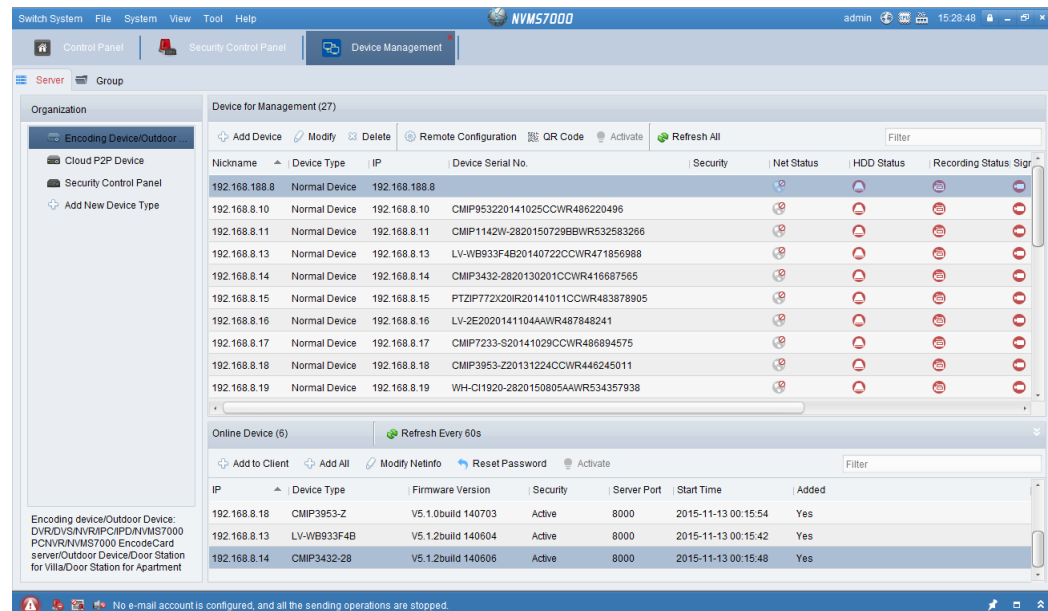 Switch System File System View Tool Help NVMS7000 admin 15:28:48
Control Panel Security Control Panel Device Management
Server Group
Organization
Encoding Device/Outdoor ...
Cloud P2P Device
Security Control Panel
Add New Device Type
Encoding device/Outdoor Device:
DVR/DVS/NVR/IPC/IPD/NVMS7000
PCNVR/NVMS7000 EncodeCard
server/Outdoor Device/Door Station
for Villa/Door Station for Apartment
Device for Management (27)
Add Device Modify Delete Remote Configuration QR Code Activate Refresh All Filter
Nickname Device Type IP Device Serial No. Security Net Status HDD Status Recording Status Sigr
192.168.188.8 Normal Device 192.168.188.8
192.168.8.10 Normal Device 192.168.8.10 CMIP953220141025CCWR486220496
192.168.8.11 Normal Device 192.168.8.11 CMIP1142W-2820150729BBWR532583266
192.168.8.13 Normal Device 192.168.8.13 LV-WB933F4B20140722CCWR471856988
192.168.8.14 Normal Device 192.168.8.14 CMIP3432-2820130201CCWR416687565
192.168.8.15 Normal Device 192.168.8.15 PTZIP772X20IR20141011CCWR483878905
192.168.8.16 Normal Device 192.168.8.16 LV-2E2020141104AAWR487848241
192.168.8.17 Normal Device 192.168.8.17 CMIP7233-S20141029CCWR486894575
192.168.8.18 Normal Device 192.168.8.18 CMIP3953-Z20131224CCWR446245011
192.168.8.19 Normal Device 192.168.8.19 WH-CI1920-2820150805AAWR534357938
Online Device (6) Refresh Every 60s
Add to Client Add All Modify Netinfo Reset Password Activate Filter
IP Device Type Firmware Version Security Server Port Start Time Added
192.168.8.18 CMIP3953-Z V5.1.0build 140703 Active 8000 2015-11-13 00:15:54 Yes
192.168.8.13 LV-WB933F4B V5.1.2build 140604 Active 8000 2015-11-13 00:15:42 Yes
192.168.8.14 CMIP3432-28 V5.1.2build 140606 Active 8000 2015-11-13 00:15:48 Yes
No e-mail account is configured, and all the sending operations are stopped.